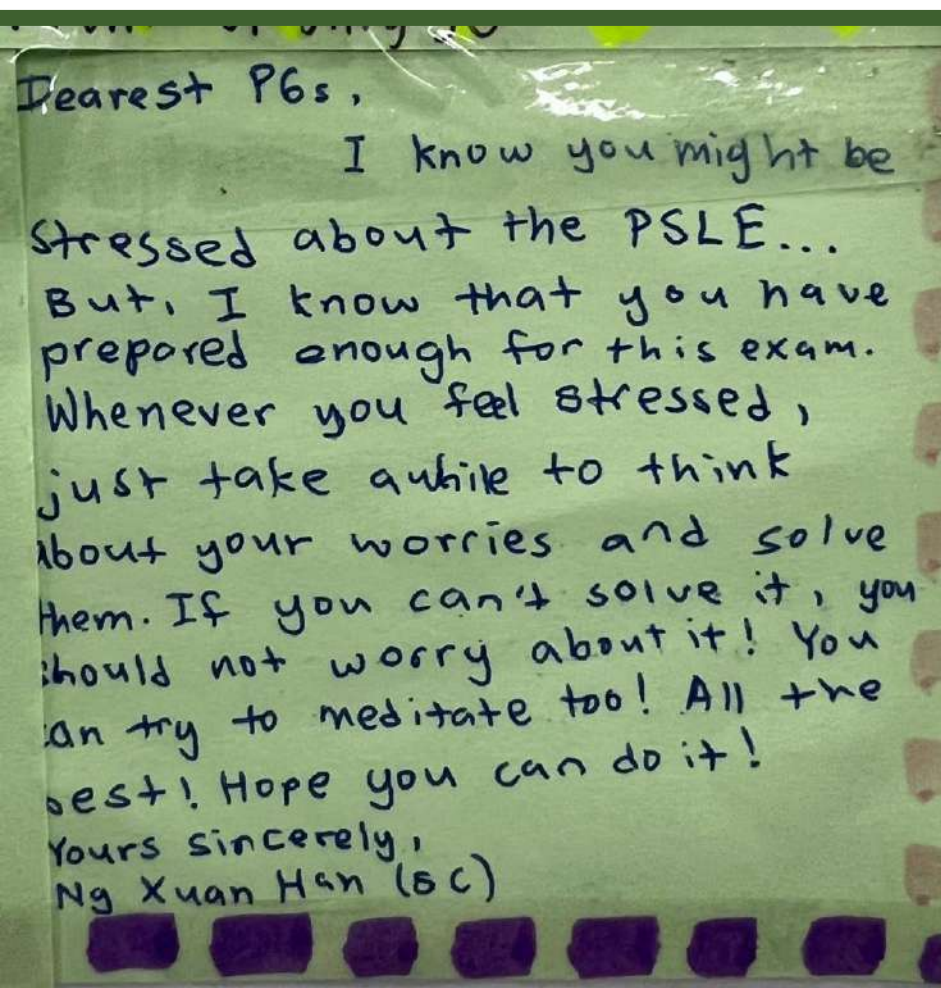 Dearest P6s,
I know you might be
stressed about the PSLE...
But, I know that you have
prepared enough for this exam.
Whenever you feel stressed,
just take awhile to think
about your worries and solve
them. If you can't solve it, you
should not worry about it! You
can try to meditate too! All the
best! Hope you can do it!
Yours sincerely,
Ng Xuan Han (5C)